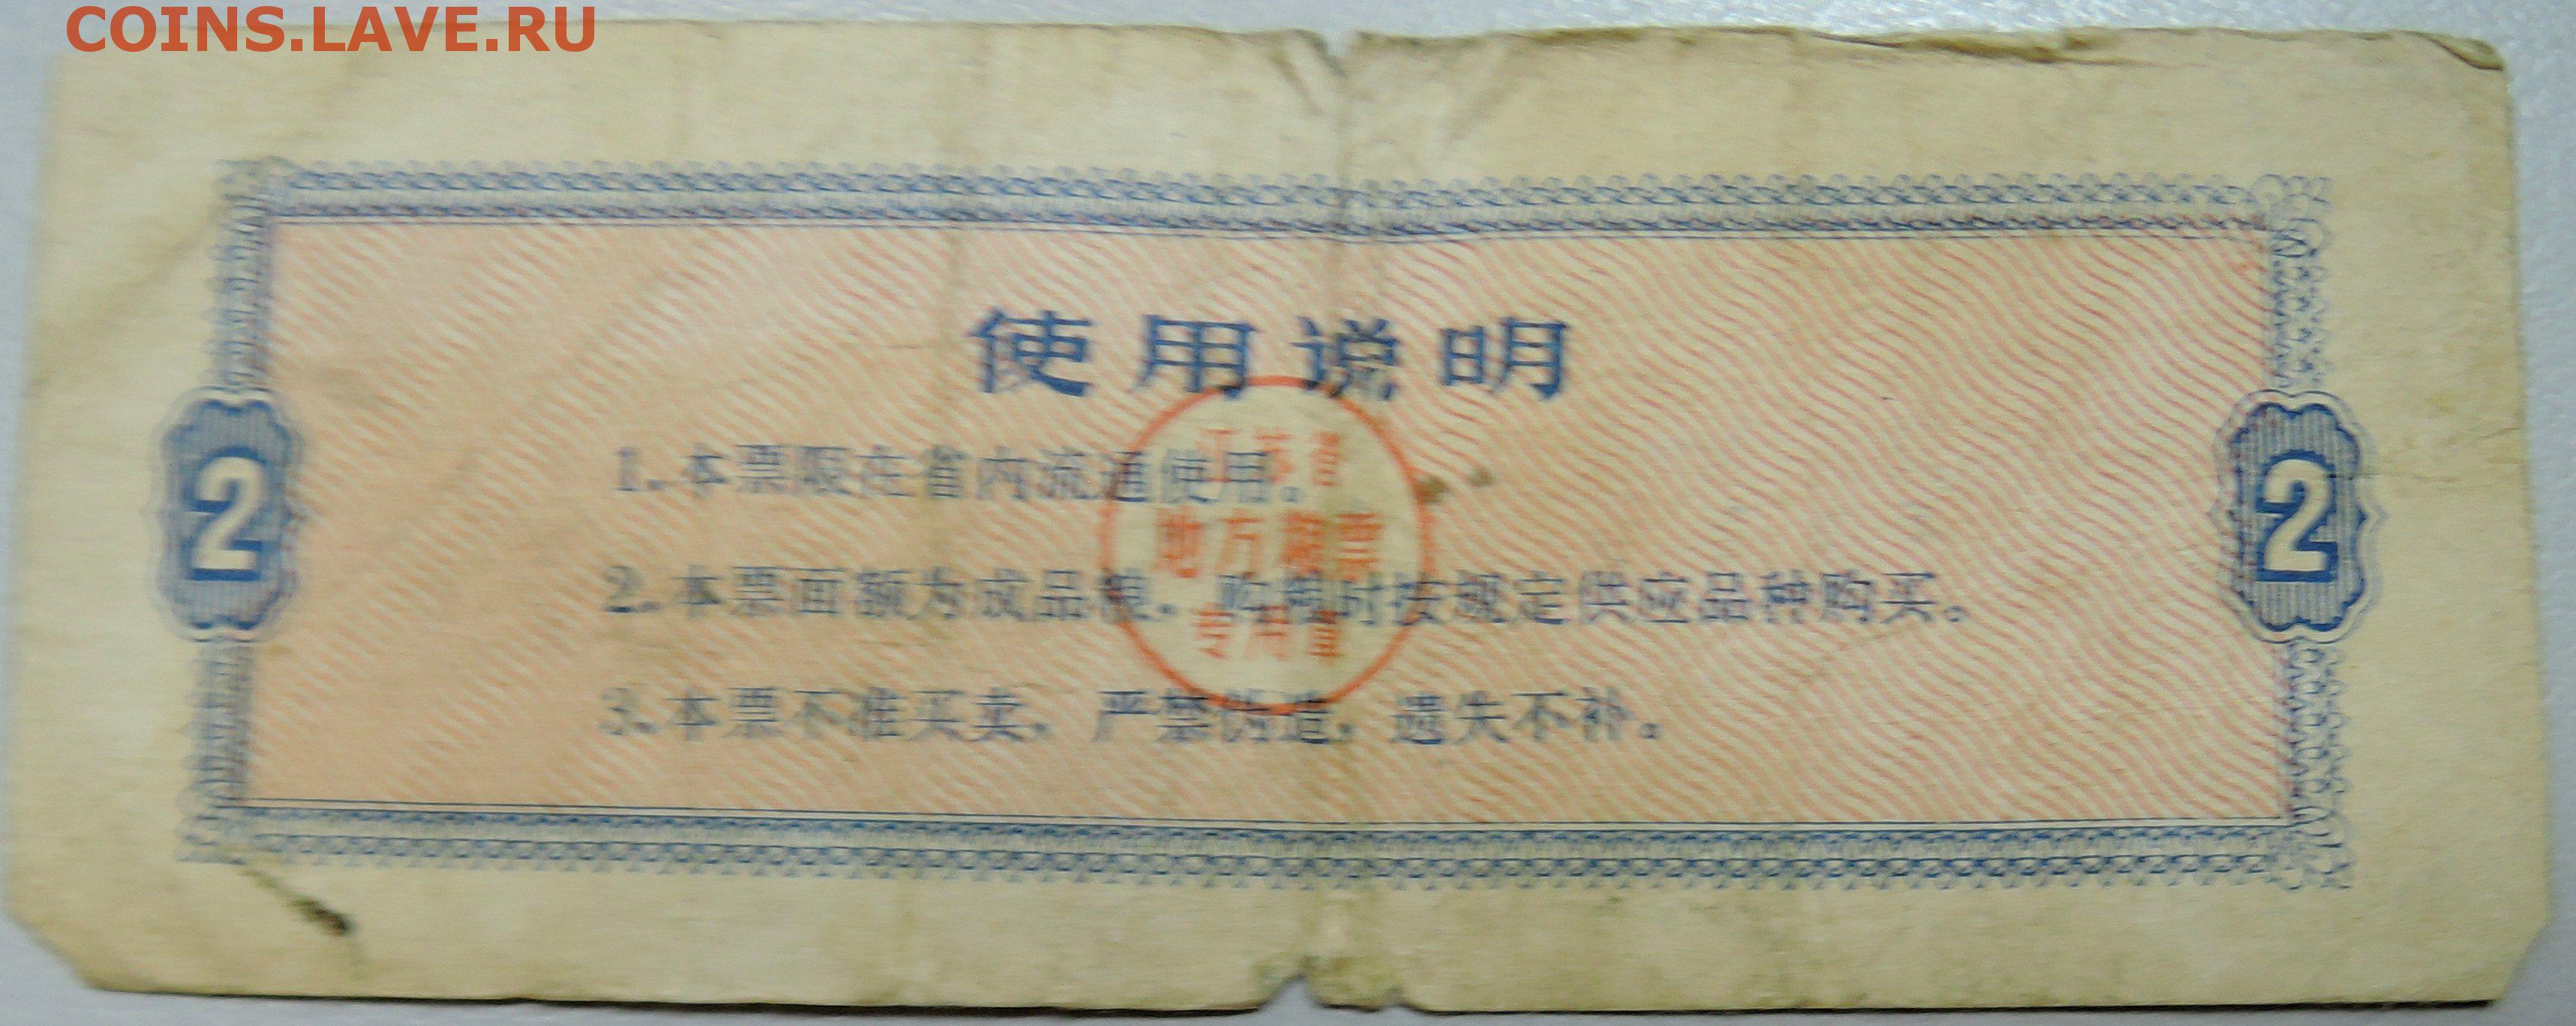 COINS.LAVE.RU
使用说明
1.本票限在省内流通使用。
2
2
2.本票面额为成品粮。购粮时按规定供应品种购买。
3.本票不准买卖,严禁伪造,遗失不补。
江苏省
地方粮票
专用章